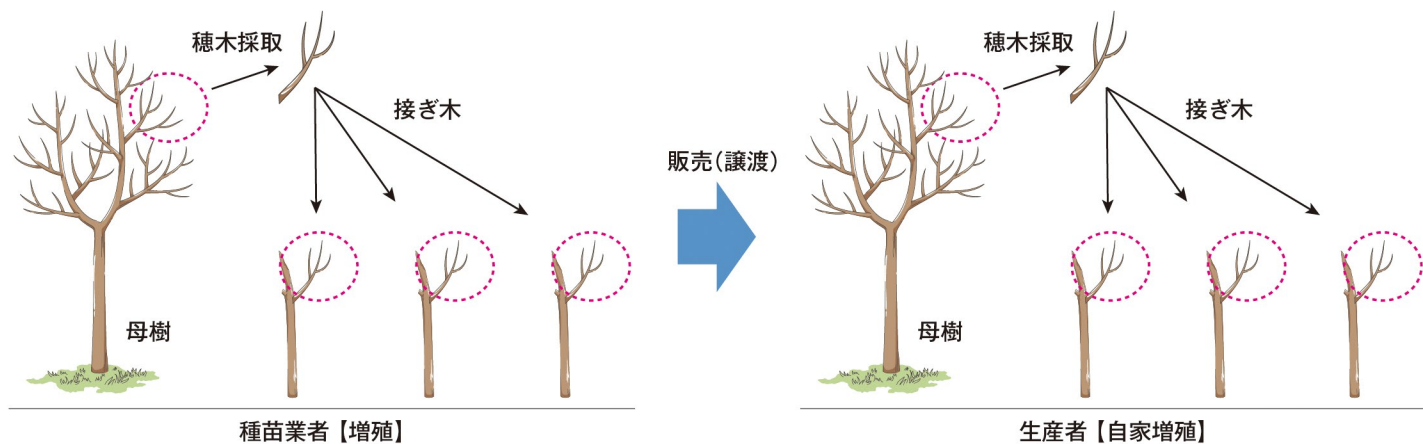 穂木採取
接ぎ木
母樹
種苗業者【増殖】
販売(譲渡)
穂木採取
接ぎ木
母樹
生産者【自家増殖】